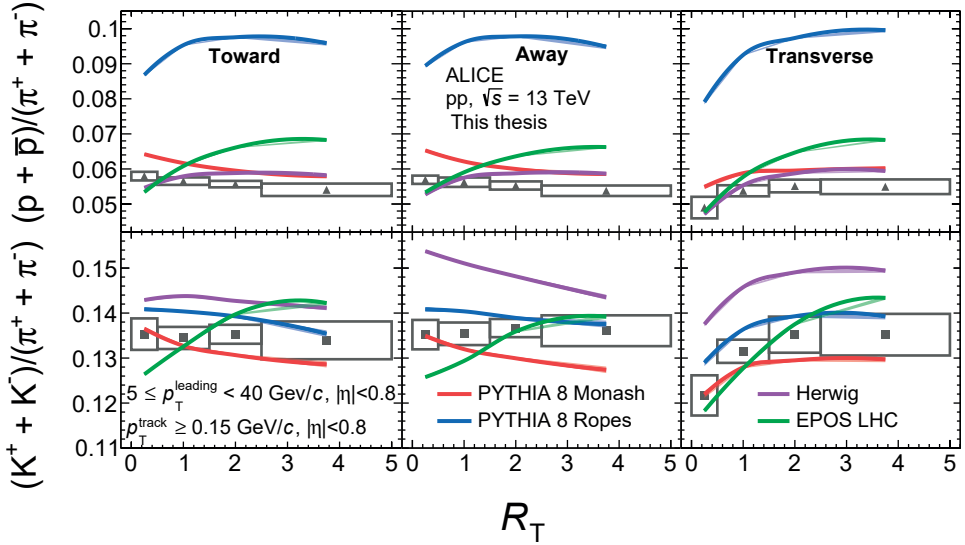 (p + p̅)/(π⁺ + π⁻)
0.1
0.09
0.08
0.07
0.06
0.05
Toward
Away
Transverse
ALICE
pp, √s = 13 TeV
This thesis
(K⁺ + K⁻)/(π⁺ + π⁻)
0.15
0.14
0.13
0.12
0.11
5 ≤ p_T^leading < 40 GeV/c, |η|<0.8
p_T^track ≥ 0.15 GeV/c, |η|<0.8
PYTHIA 8 Monash
PYTHIA 8 Ropes
Herwig
EPOS LHC
0 1 2 3 4 5
0 1 2 3 4 5
0 1 2 3 4 5
R_T